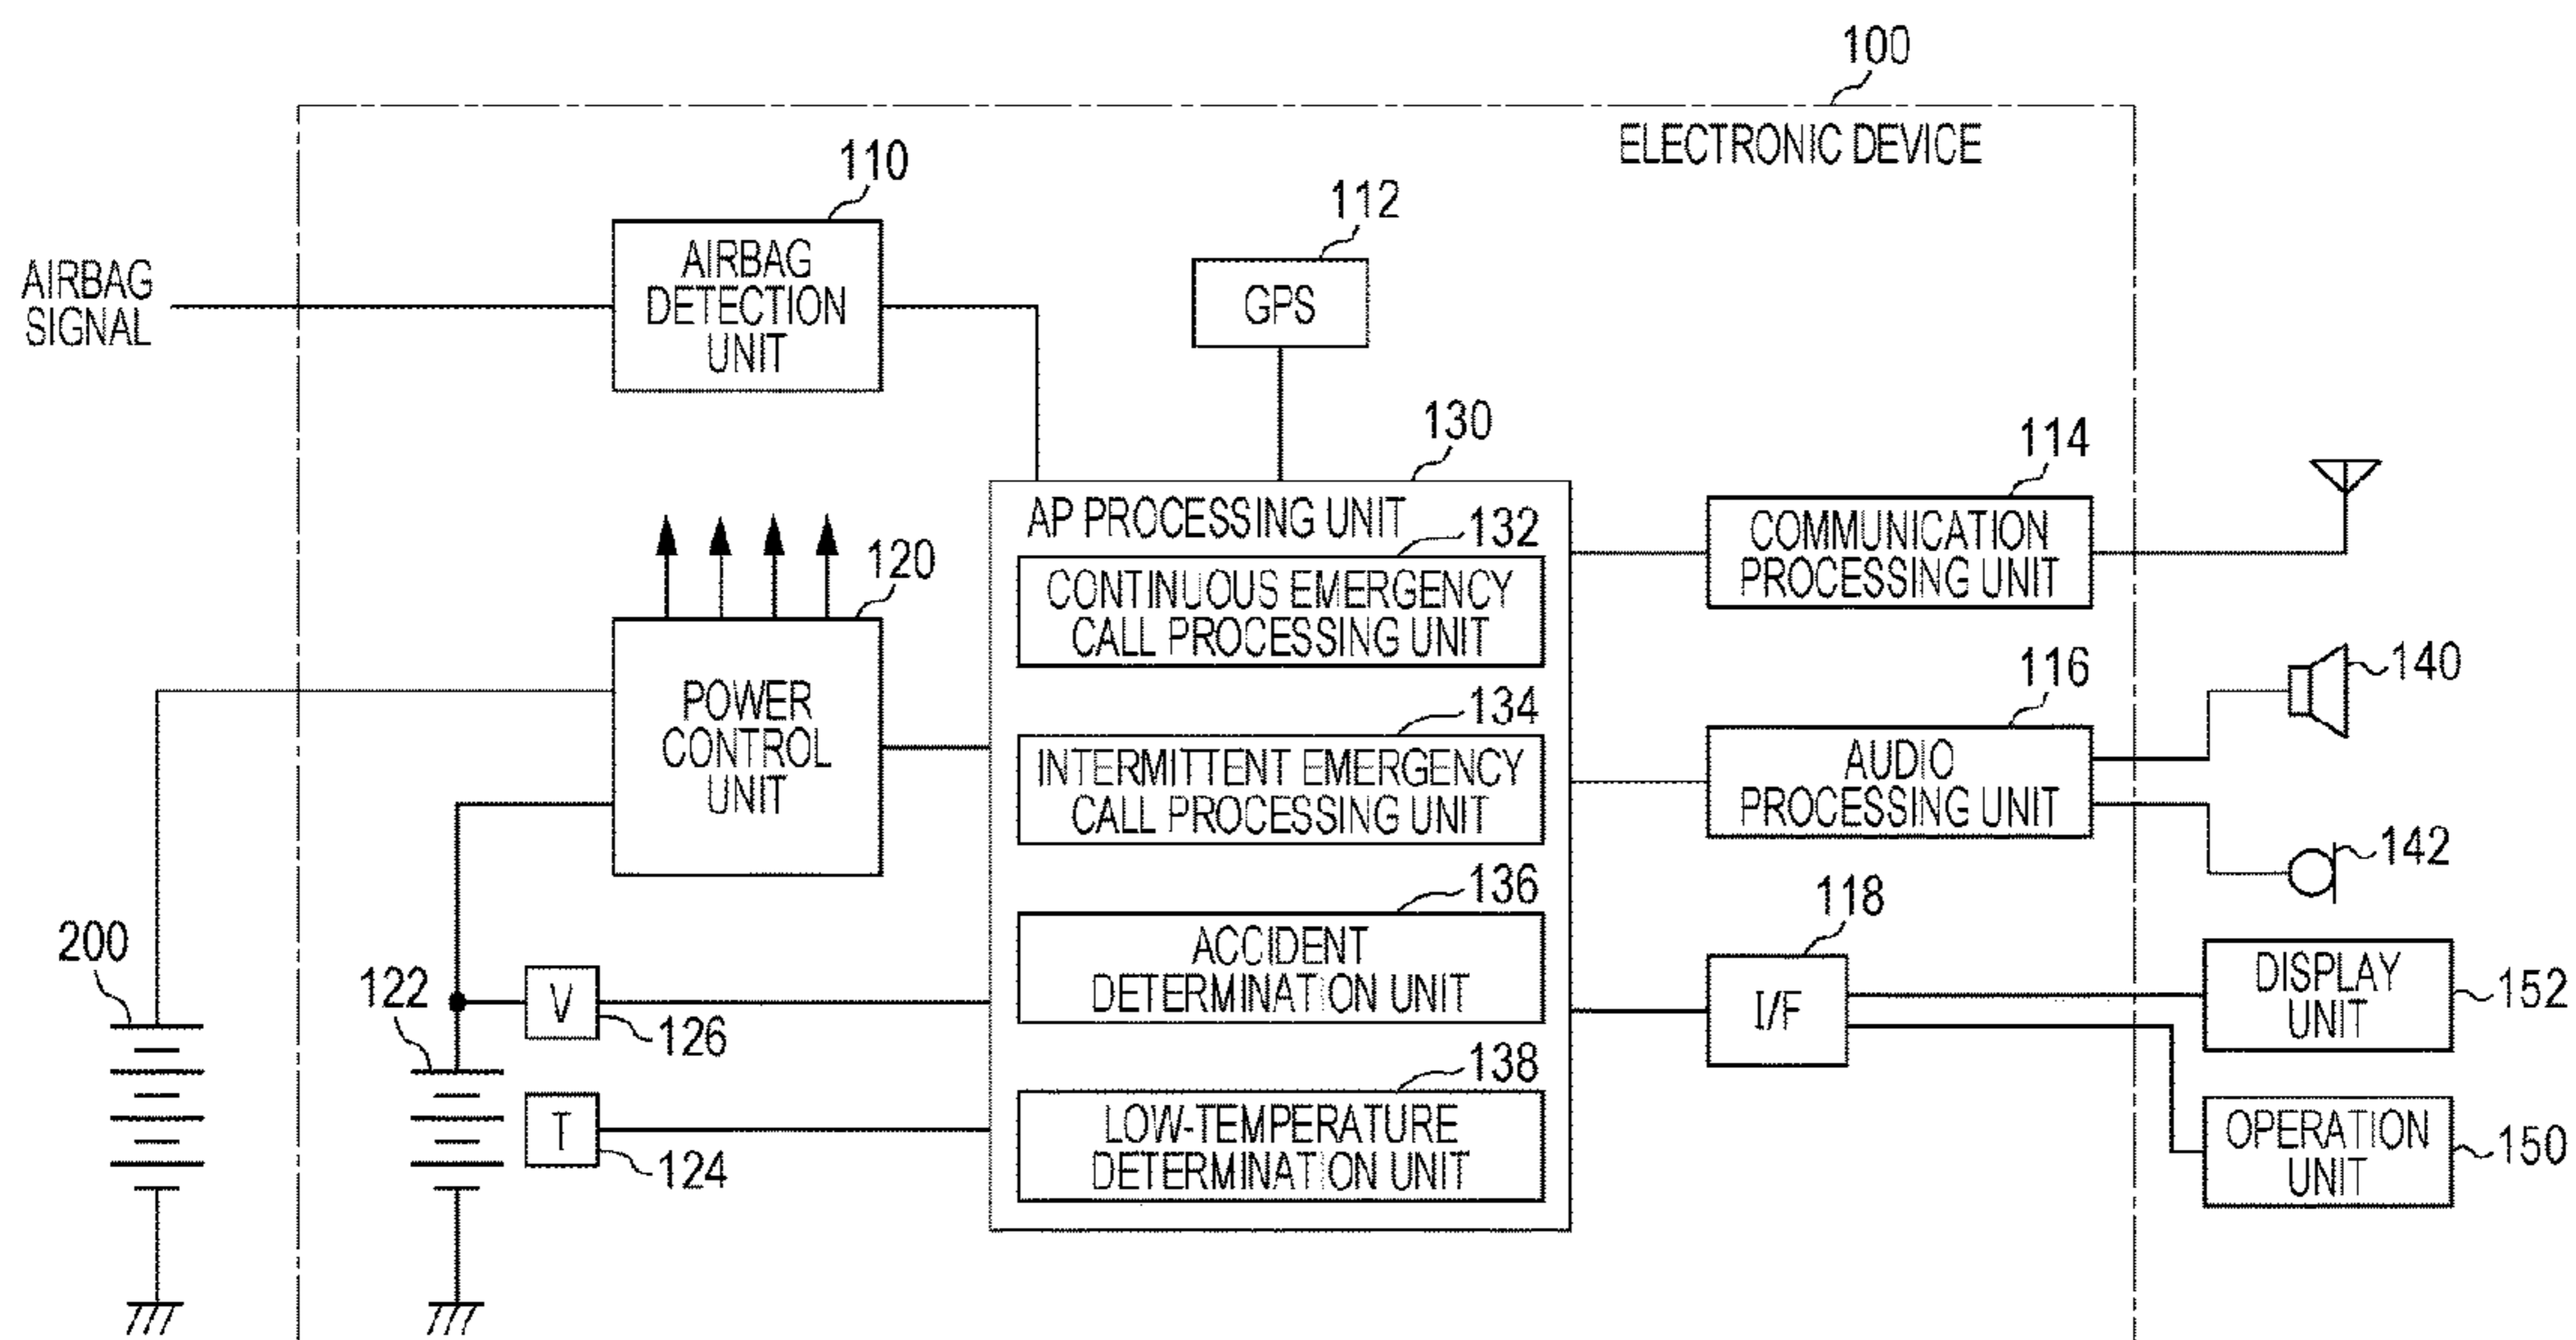 100
ELECTRONIC DEVICE
110
AIRBAG
DETECTION
UNIT
112
GPS
AIRBAG
SIGNAL
130
AP PROCESSING UNIT
132
CONTINUOUS EMERGENCY
CALL PROCESSING UNIT
134
INTERMITTENT EMERGENCY
CALL PROCESSING UNIT
136
ACCIDENT
DETERMINATION UNIT
138
LOW-TEMPERATURE
DETERMINATION UNIT
114
COMMUNICATION
PROCESSING UNIT
120
POWER
CONTROL
UNIT
116
AUDIO
PROCESSING UNIT
140
142
118
I/F
200
122
V
126
T
124
DISPLAY
UNIT
152
OPERATION
UNIT
150